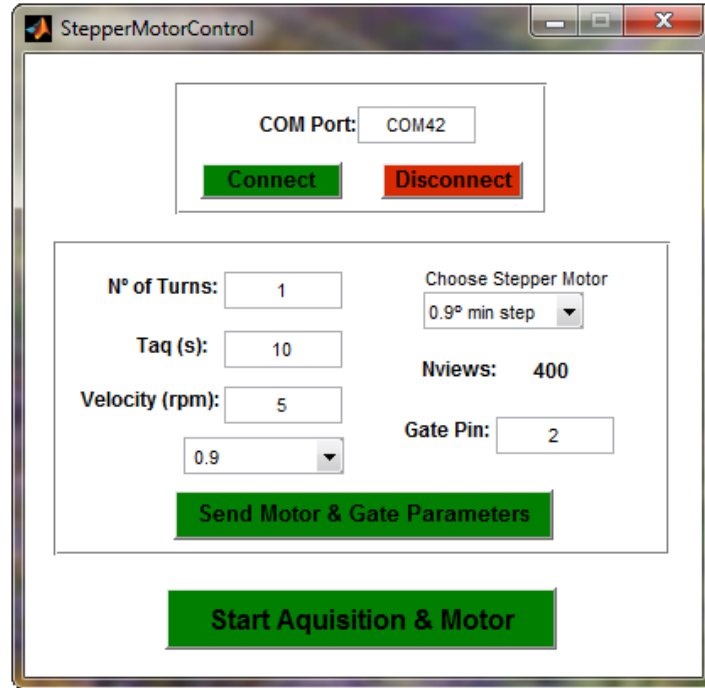 StepperMotorControl
COM Port: COM42
Connect Disconnect
Nº of Turns: 1
Choose Stepper Motor
0.9º min step
Taq (s): 10
Nviews: 400
Velocity (rpm): 5
Gate Pin: 2
0.9
Send Motor & Gate Parameters
Start Aquisition & Motor